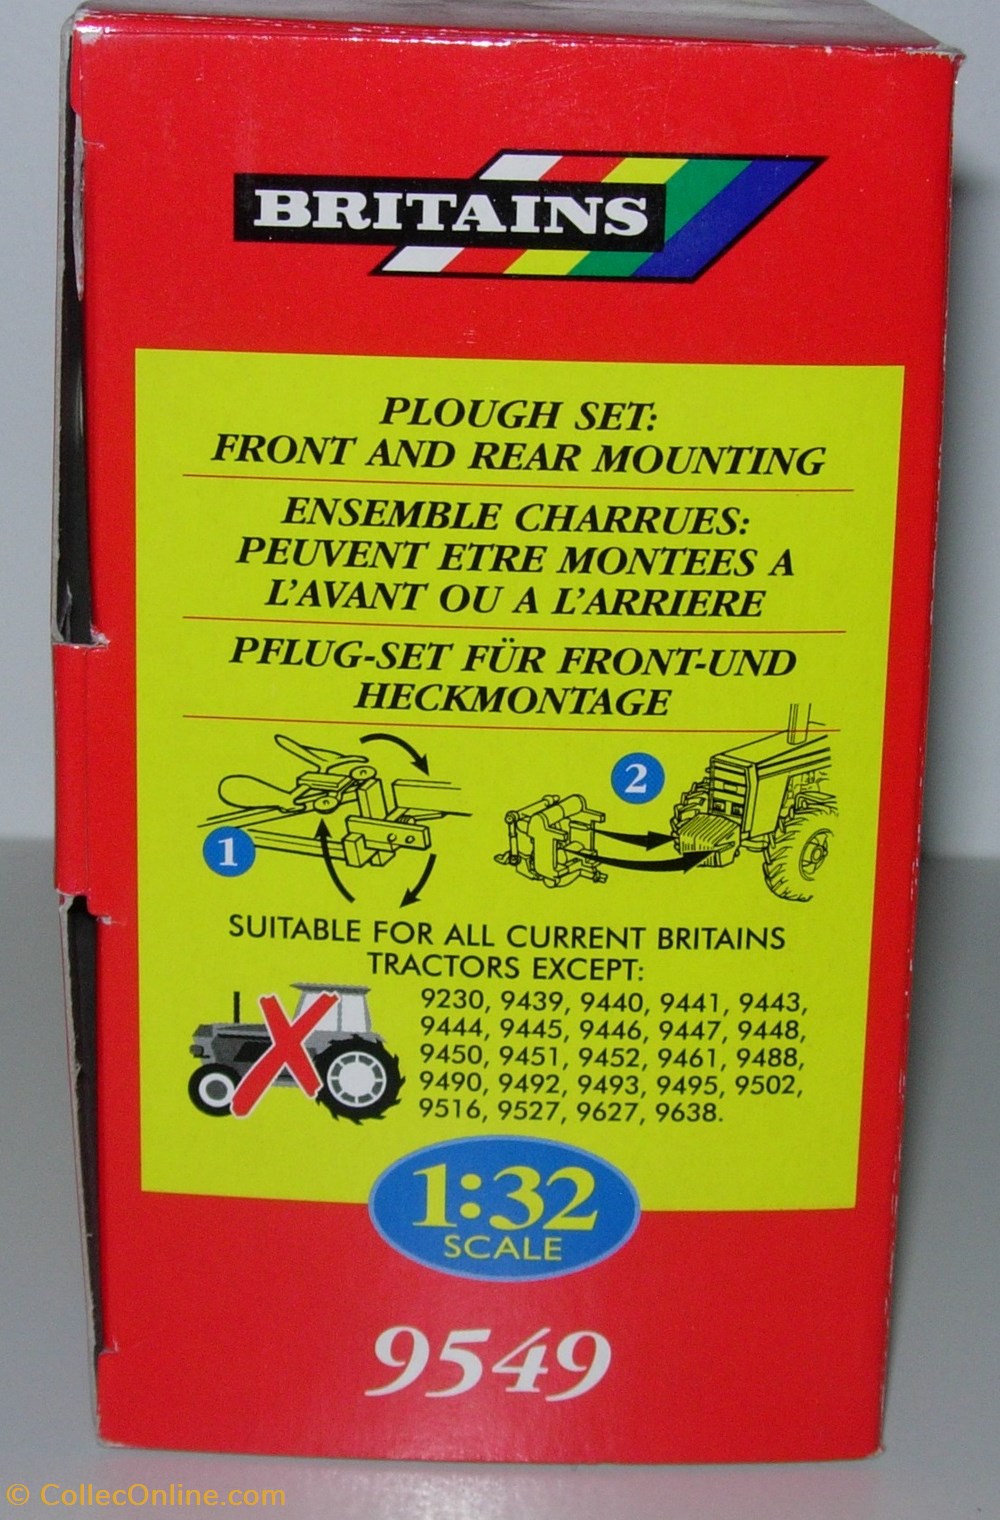 BRITAINS
PLOUGH SET:
FRONT AND REAR MOUNTING
ENSEMBLE CHARRUES:
PEUVENT ETRE MONTEES A
L'AVANT OU A L'ARRIERE
PFLUG-SET FÜR FRONT-UND
HECKMONTAGE
1
2
SUITABLE FOR ALL CURRENT BRITAINS
TRACTORS EXCEPT:
9230, 9439, 9440, 9441, 9443,
9444, 9445, 9446, 9447, 9448,
9450, 9451, 9452, 9461, 9488,
9490, 9492, 9493, 9495, 9502,
9516, 9527, 9627, 9638.
1:32
SCALE
9549
© CollecOnline.com